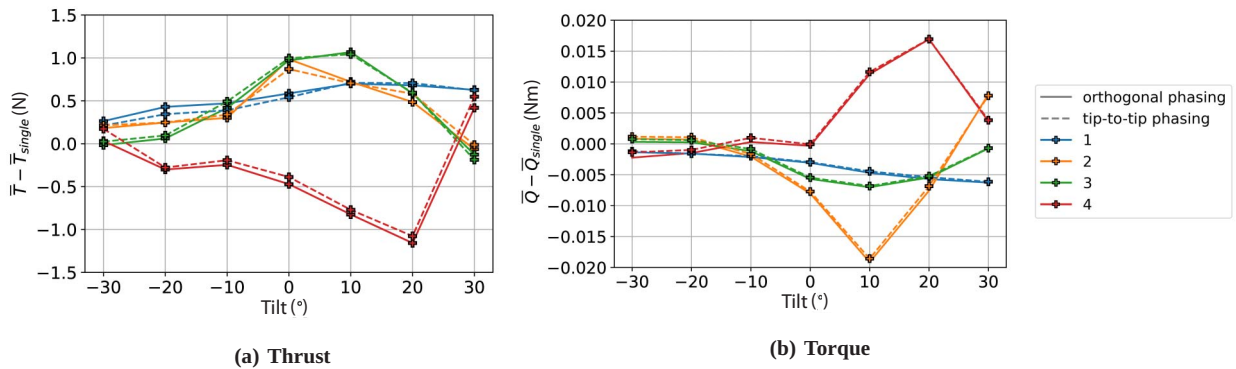 1.5
1.0
0.5
0.0
−0.5
−1.0
−1.5
T̿ − T̿single (N)
−30 −20 −10 0 10 20 30
Tilt (°)
(a) Thrust
0.020
0.015
0.010
0.005
0.000
−0.005
−0.010
−0.015
−0.020
Q̿ − Q̿single (Nm)
−30 −20 −10 0 10 20 30
Tilt (°)
(b) Torque
orthogonal phasing
tip-to-tip phasing
1
2
3
4